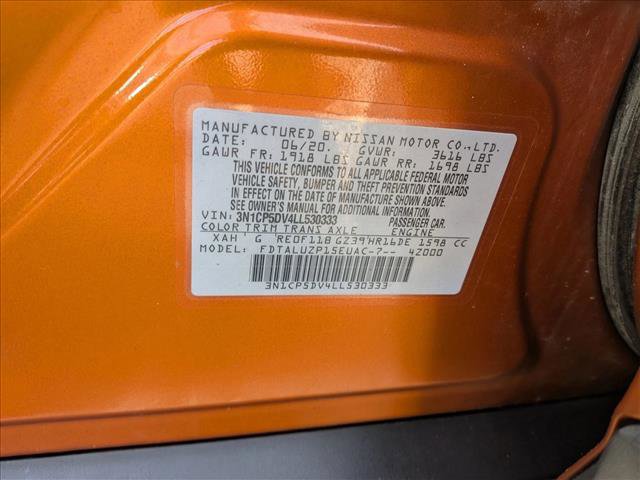 MANUFACTURED BY NISSAN MOTOR CO.,LTD.
DATE: 06/20. GVWR: 3616 LBS
GAWR FR: 1918 LBS GAWR RR: 1698 LBS
THIS VEHICLE CONFORMS TO ALL APPLICABLE FEDERAL MOTOR
VEHICLE SAFETY, BUMPER AND THEFT PREVENTION STANDARDS
IN EFFECT ON THE DATE OF MANUFACTURE SHOWN ABOVE.
SEE OWNER'S MANUAL FOR ADDITIONAL INFORMATION.
VIN: 3N1CP5DV4LL530333 PASSENGER CAR.
COLOR TRIM TRANS AXLE ENGINE
XAH G RE0F11B GZ39 HR16DE 1598 CC
MODEL: FDTALUZP15EUAC-7-- 42000
3N1CP5DV4LL530333